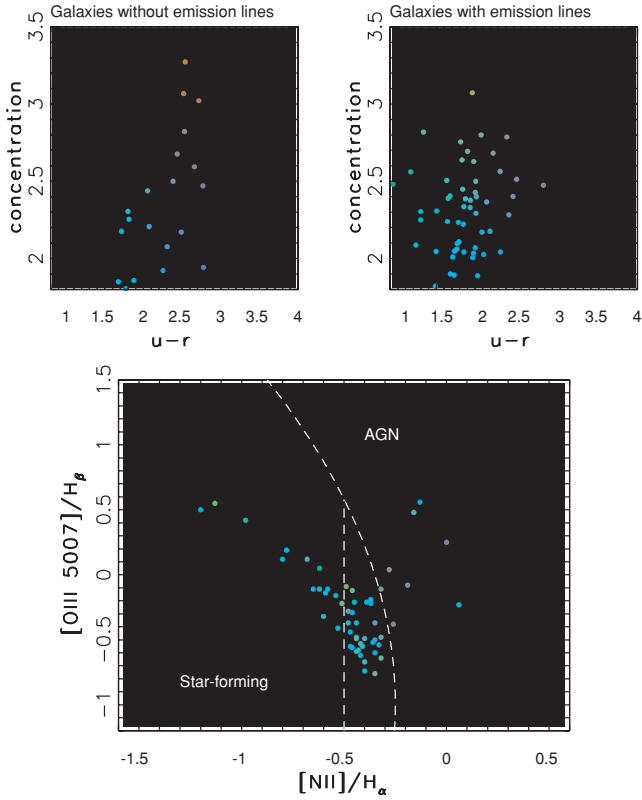 Galaxies without emission lines
Galaxies with emission lines
concentration
3.5
3
2.5
2
1 1.5 2 2.5 3 3.5 4
u−r
concentration
3.5
3
2.5
2
1 1.5 2 2.5 3 3.5 4
u−r
[OIII 5007]/Hβ
1.5
1
0.5
0
−0.5
−1
AGN
Star-forming
-1.5 -1 -0.5 0 0.5
[NII]/Hα